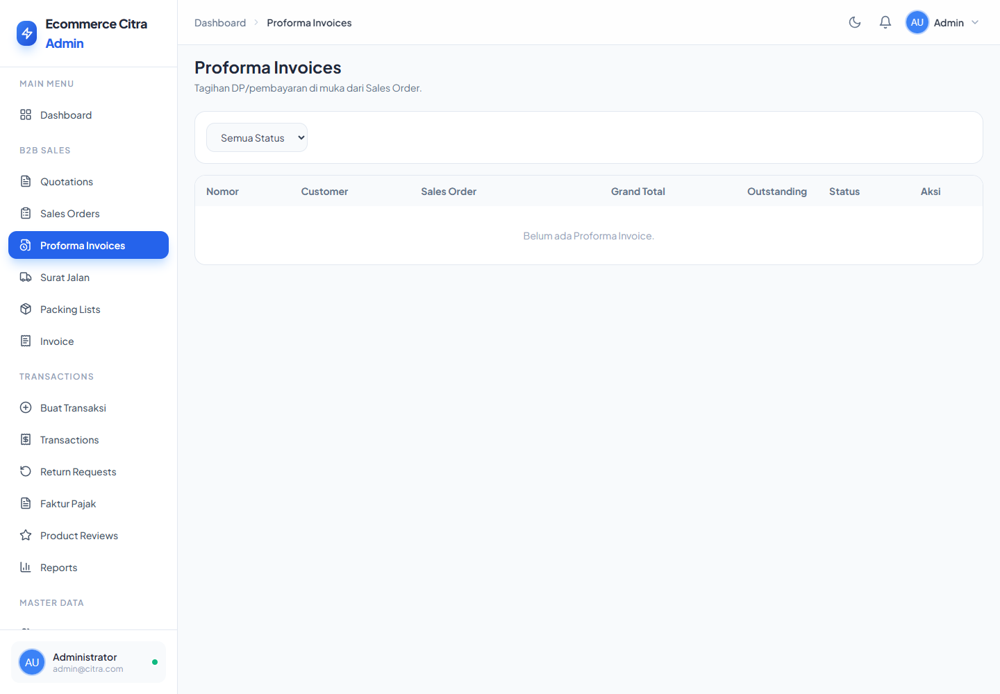 Ecommerce Citra
Admin
MAIN MENU
Dashboard
B2B SALES
Quotations
Sales Orders
Proforma Invoices
Surat Jalan
Packing Lists
Invoice
TRANSACTIONS
Buat Transaksi
Transactions
Return Requests
Faktur Pajak
Product Reviews
Reports
MASTER DATA
AU
Administrator
admin@citra.com
Dashboard
Proforma Invoices
AU
Admin
Proforma Invoices
Tagihan DP/pembayaran di muka dari Sales Order.
Semua Status
Nomor Customer Sales Order Grand Total Outstanding Status Aksi
Belum ada Proforma Invoice.